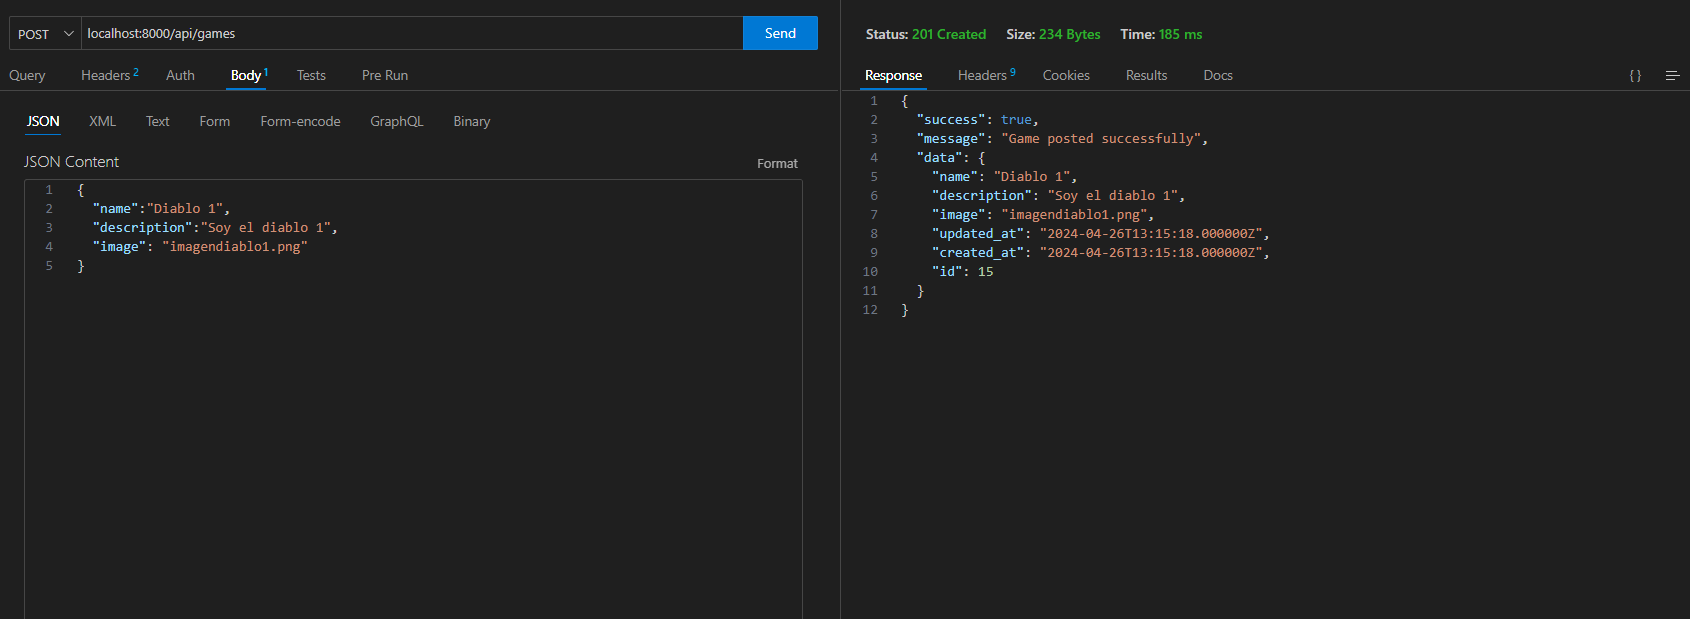 POST localhost:8000/api/games Send
Query Headers 2 Auth Body 1 Tests Pre Run
JSON XML Text Form Form-encode GraphQL Binary
JSON Content Format
1 {
2 "name":"Diablo 1",
3 "description":"Soy el diablo 1",
4 "image": "imagendiablo1.png"
5 }
Status: 201 Created Size: 234 Bytes Time: 185 ms
Response Headers 9 Cookies Results Docs {}
1 {
2 "success": true,
3 "message": "Game posted successfully",
4 "data": {
5 "name": "Diablo 1",
6 "description": "Soy el diablo 1",
7 "image": "imagendiablo1.png",
8 "updated_at": "2024-04-26T13:15:18.000000Z",
9 "created_at": "2024-04-26T13:15:18.000000Z",
10 "id": 15
11 }
12 }